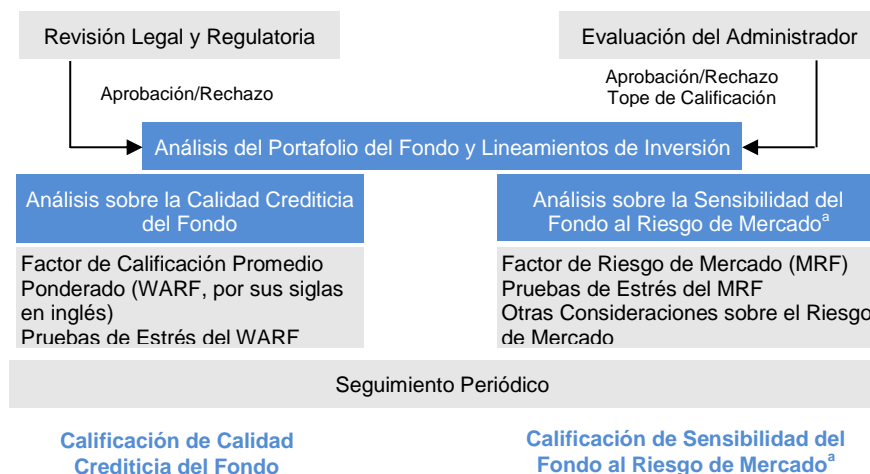 Revisión Legal y Regulatoria
Evaluación del Administrador
Aprobación/Rechazo
Aprobación/Rechazo
Tope de Calificación
Análisis del Portafolio del Fondo y Lineamientos de Inversión
Análisis sobre la Calidad Crediticia
del Fondo
Análisis sobre la Sensibilidad del
Fondo al Riesgo de Mercadoª
Factor de Calificación Promedio
Ponderado (WARF, por sus siglas
en inglés)
Pruebas de Estrés del WARF
Factor de Riesgo de Mercado (MRF)
Pruebas de Estrés del MRF
Otras Consideraciones sobre el Riesgo
de Mercado
Seguimiento Periódico
Calificación de Calidad
Crediticia del Fondo
Calificación de Sensibilidad del
Fondo al Riesgo de Mercadoª